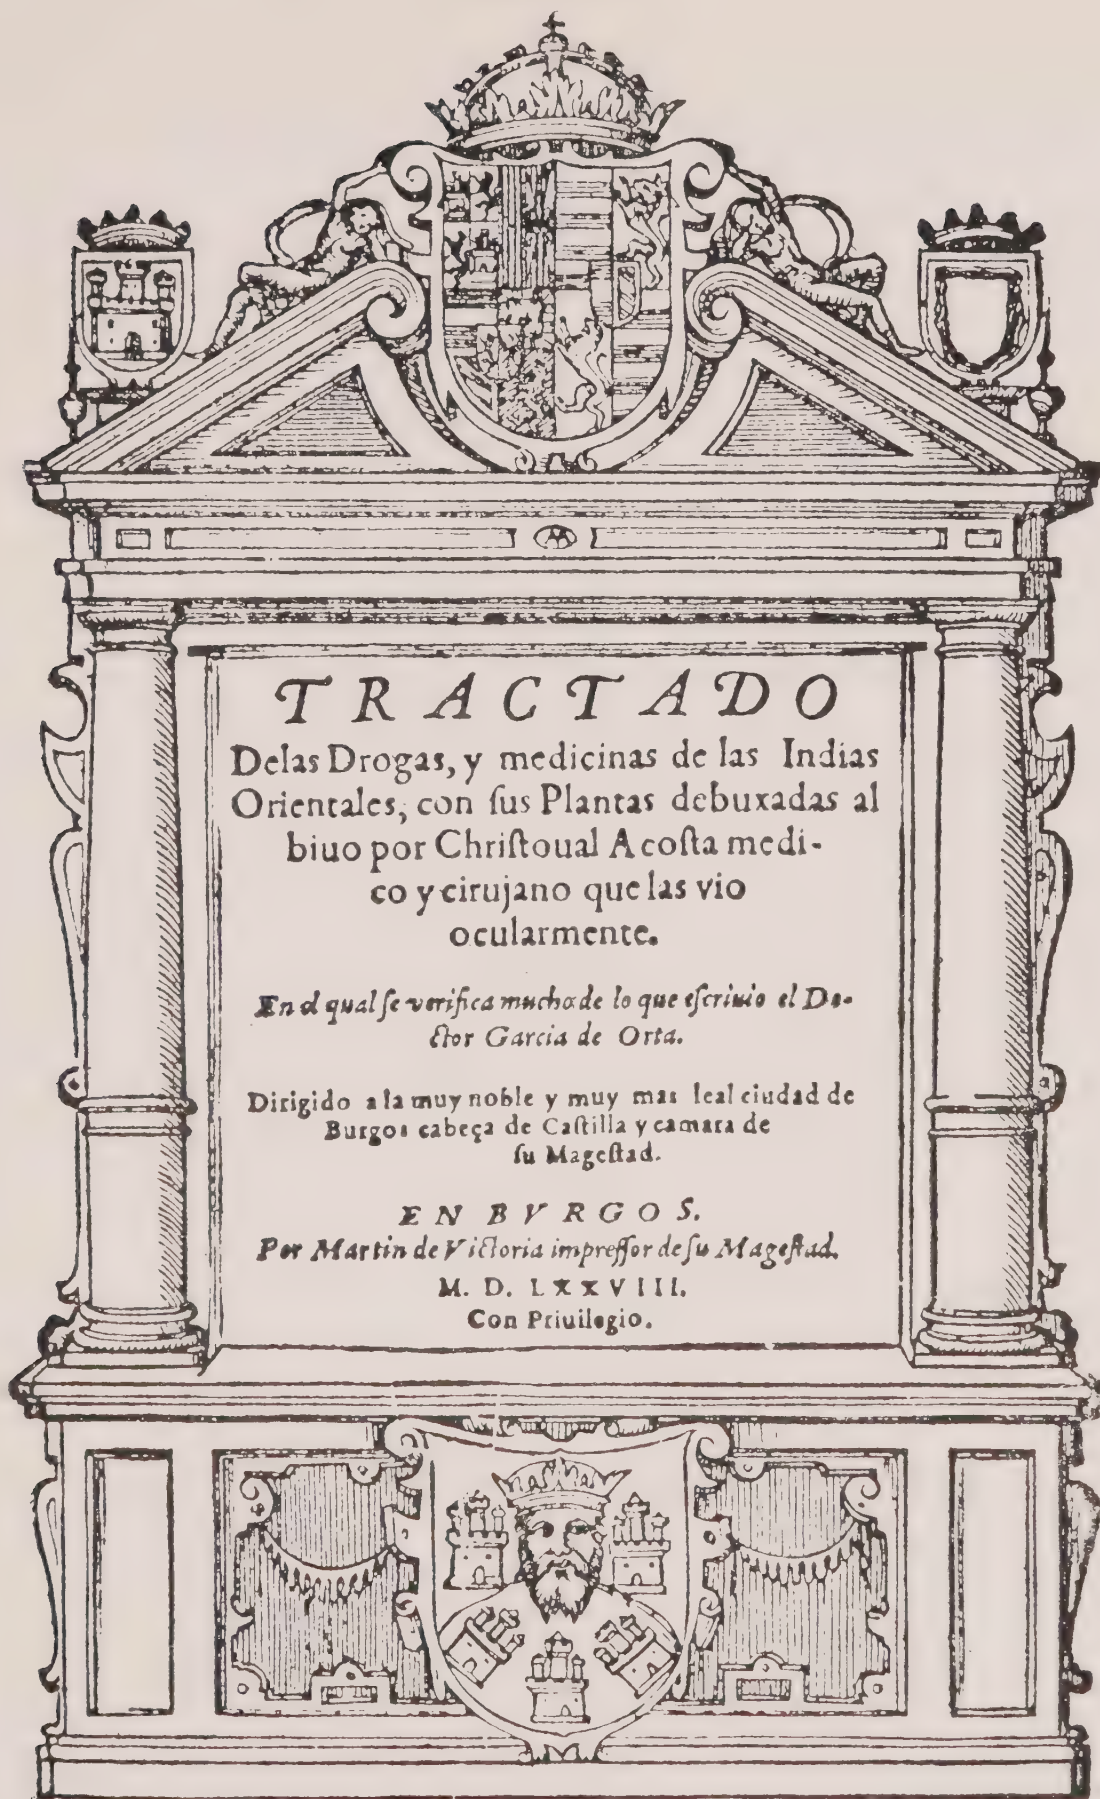 TRACTADO
Delas Drogas, y medicinas de las Indias
Orientales, con ſus Plantas debuxadas al
biuo por Chriſtoual Acoſta medi-
co y cirujano que las vio
ocularmente.
En el qual ſe verifica mucho de lo que eſcriuio el Do-
ctor Garcia de Orta.
Dirigido a la muy noble y muy mas leal ciudad de
Burgos cabeça de Caſtilla y camara de
ſu Mageſtad.
EN BVRGOS.
Por Martin de Victoria impreſſor de ſu Mageſtad.
M. D. LXXVIII.
Con Priuilegio.